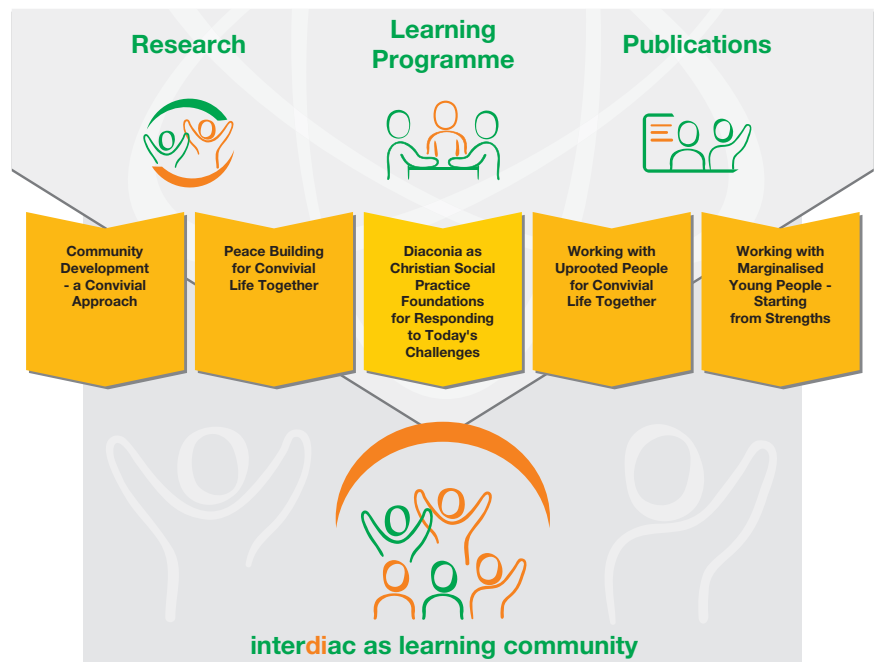 Research
Learning
Programme
Publications
Community
Development
- a Convivial
Approach
Peace Building
for Convivial
Life Together
Diaconia as
Christian Social
Practice
Foundations
for Responding
to Today's
Challenges
Working with
Uprooted People
for Convivial
Life Together
Working with
Marginalised
Young People -
Starting
from Strengths
interdiac as learning community